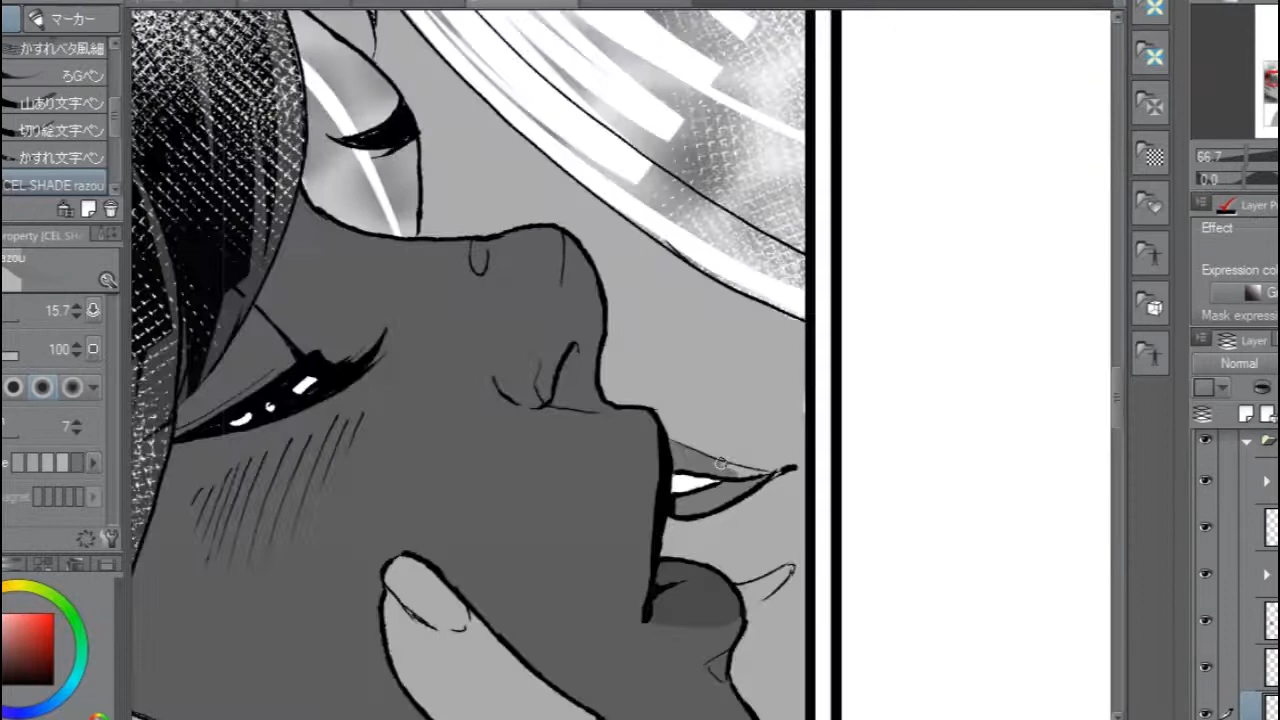 マーカー
かすれベタ風細
ろGペン
山あり文字ペン
切り絵文字ペン
かすれ文字ペン
CEL SHADE razou
roperty [CEL SH
azou
15.7
100
7
66.7
0.0
Layer P
Effect
Expression co
G
Mask express
Layer
Normal